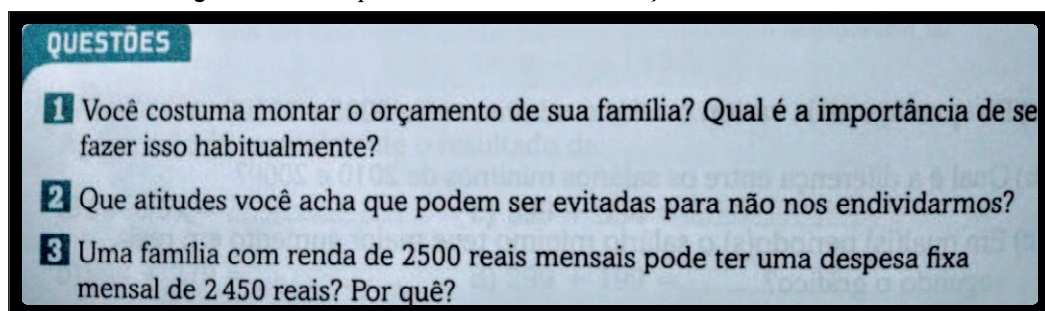 QUESTÕES
1 Você costuma montar o orçamento de sua família? Qual é a importância de se
fazer isso habitualmente?
2 Que atitudes você acha que podem ser evitadas para não nos endividarmos?
3 Uma família com renda de 2500 reais mensais pode ter uma despesa fixa
mensal de 2 450 reais? Por quê?